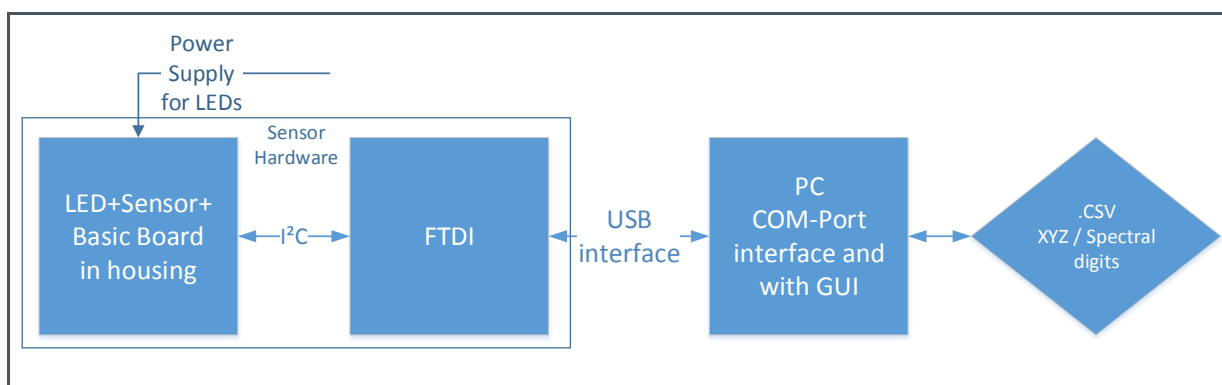 Power
Supply
for LEDs
Sensor
Hardware
LED+Sensor+
Basic Board
in housing
I²C
FTDI
USB
interface
PC
COM-Port
interface and
with GUI
.CSV
XYZ / Spectral
digits